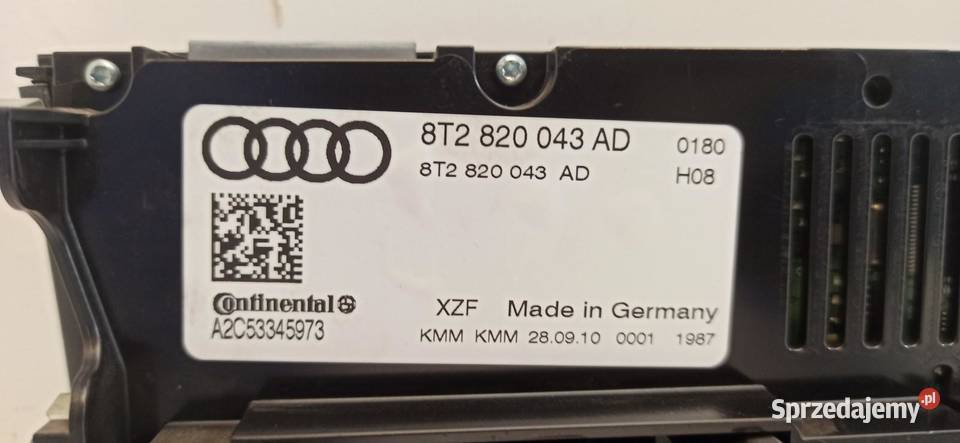 8T2 820 043 AD 0180
8T2 820 043 AD H08
Continental
A2C53345973
XZF Made in Germany
KMM KMM 28.09.10 0001 1987
Sprzedajemy.pl